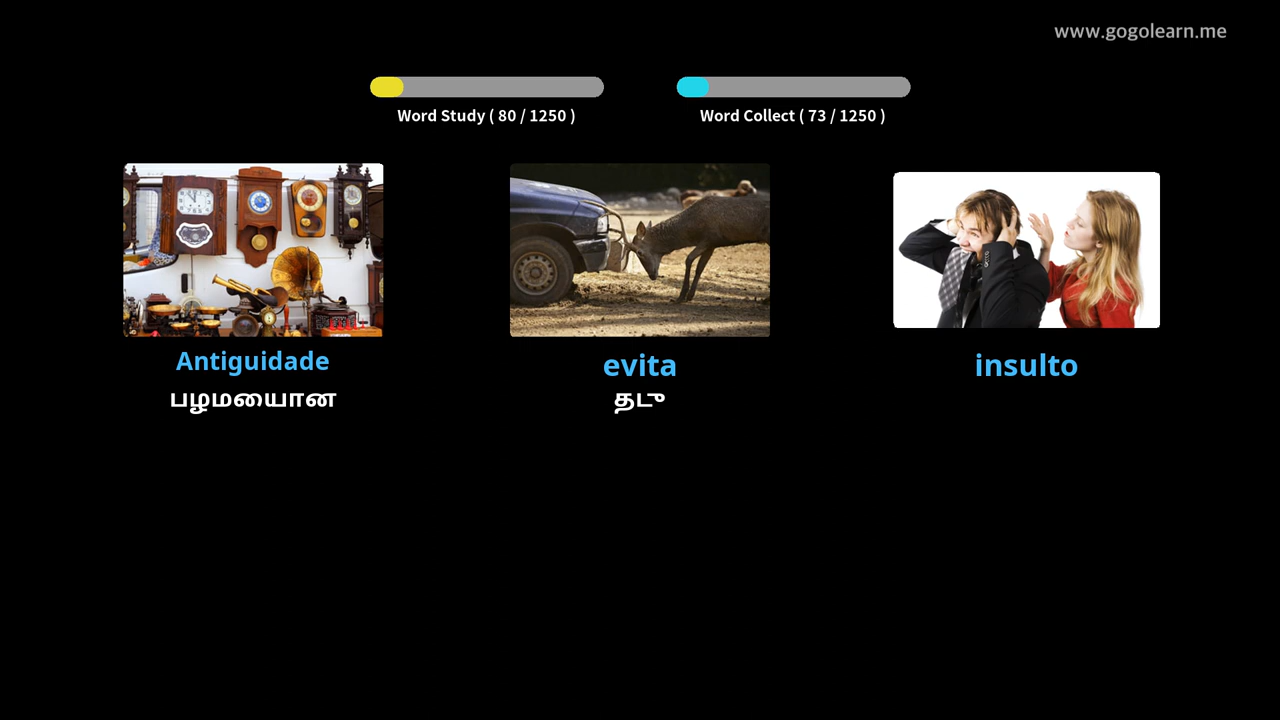 www.gogolearn.me
Word Study ( 80 / 1250 )
Word Collect ( 73 / 1250 )
Antiguidade
evita
insulto
பழமையான
தடு